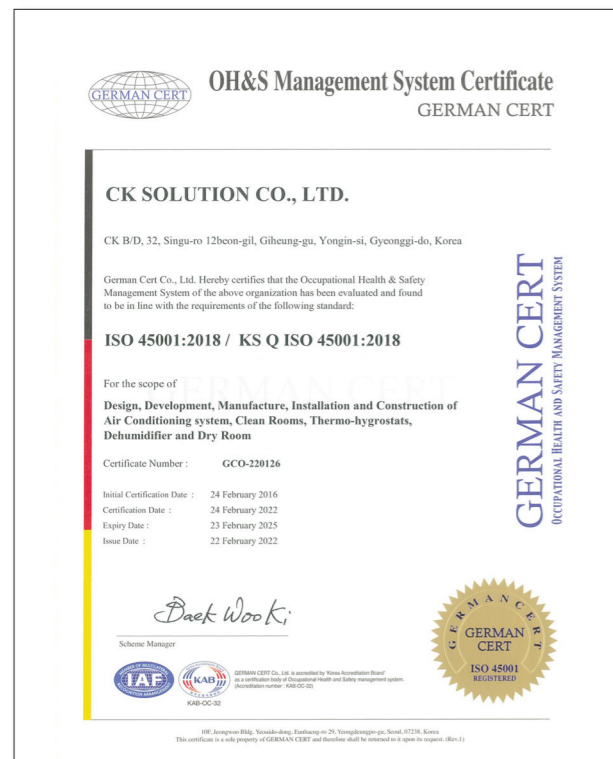 GERMAN CERT
OH&S Management System Certificate
GERMAN CERT
CK SOLUTION CO., LTD.
CK B/D, 32, Singu-ro 12beon-gil, Giheung-gu, Yongin-si, Gyeonggi-do, Korea
German Cert Co., Ltd. Hereby certifies that the Occupational Health & Safety
Management System of the above organization has been evaluated and found
to be in line with the requirements of the following standard:
ISO 45001:2018 / KS Q ISO 45001:2018
For the scope of
GERMAN CERT
Design, Development, Manufacture, Installation and Construction of
Air Conditioning system, Clean Rooms, Thermo-hygrostats,
Dehumidifier and Dry Room
Certificate Number : GCO-220126
Initial Certification Date : 24 February 2016
Certification Date : 24 February 2022
Expiry Date : 23 February 2025
Issue Date : 22 February 2022
Baek Woo Ki
Scheme Manager
MEMBER OF MULTILATERAL
IAF
RECOGNITION ARRANGEMENT
KAB
KAB-OC-32
GERMAN CERT Co., Ltd. is accredited by 'Korea Accreditation Board'
as a certification body of Occupational Health and Safety management system.
(Accreditation number : KAB-OC-32)
GERMAN CERT
OCCUPATIONAL HEALTH AND SAFETY MANAGEMENT SYSTEM
GERMAN CERT
GERMAN
CERT
ISO 45001
REGISTERED
10F, Jeongwoo Bldg, Yeouido-dong, Eunhaeng-ro 29, Yeongdeungpo-gu, Seoul, 07238, Korea
This certificate is a sole property of GERMAN CERT and therefore shall be returned to it upon its request. (Rev.1)